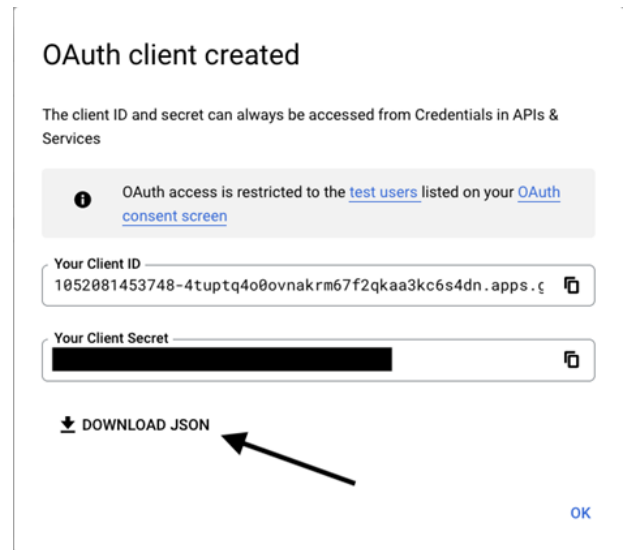 OAuth client created
The client ID and secret can always be accessed from Credentials in APIs &
Services
OAuth access is restricted to the test users listed on your OAuth
consent screen
Your Client ID
1052081453748-4tuptq4o0ovnakrm67f2qkaa3kc6s4dn.apps.g
Your Client Secret
DOWNLOAD JSON
OK